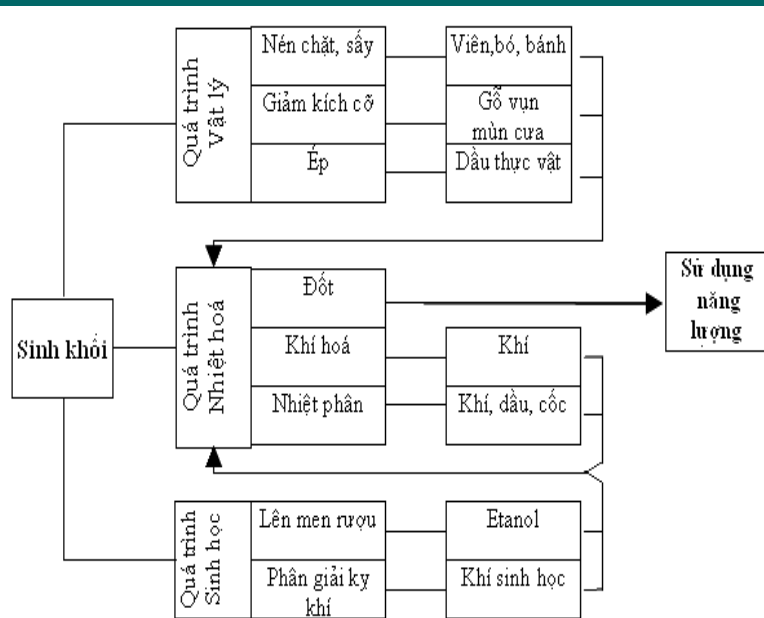 Sinh khối
Quá trình
Vật lý
Nén chặt, sấy
Viên,bó, bánh
Giảm kích cỡ
Gỗ vụn
mùn cưa
Ép
Dầu thực vật
Quá trình
Nhiệt hoá
Đốt
Sử dụng
năng
lượng
Khí hoá
Khí
Nhiệt phân
Khí, dầu, cốc
Quá trình
Sinh học
Lên men rượu
Etanol
Phân giải kỵ
khí
Khí sinh học